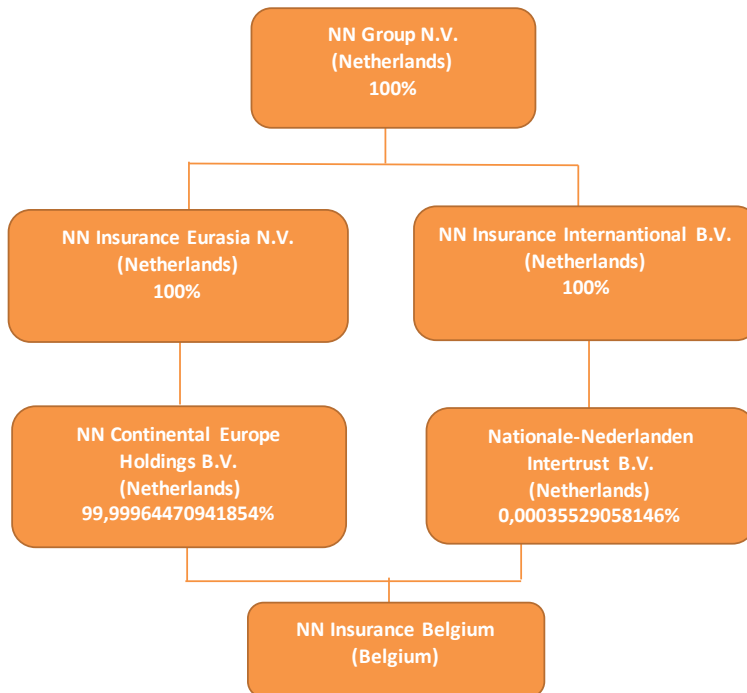 NN Group N.V.
(Netherlands)
100%
NN Insurance Eurasia N.V.
(Netherlands)
100%
NN Insurance Internantional B.V.
(Netherlands)
100%
NN Continental Europe
Holdings B.V.
(Netherlands)
99,999644470941854%
Nationale-Nederlanden
Intertrust B.V.
(Netherlands)
0,00035529058146%
NN Insurance Belgium
(Belgium)